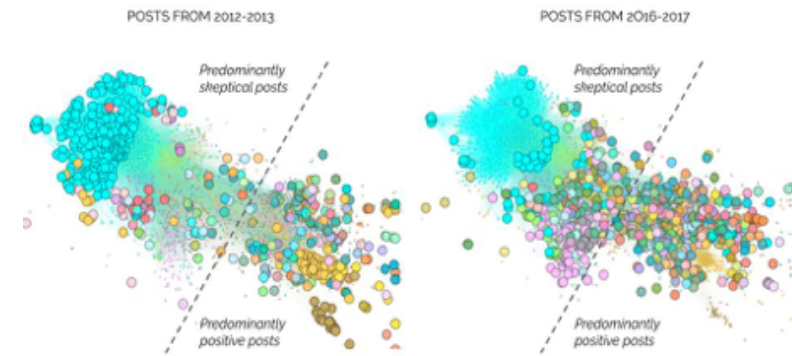 POSTS FROM 2012-2013
Predominantly
skeptical posts
Predominantly
positive posts
POSTS FROM 2016-2017
Predominantly
skeptical posts
Predominantly
positive posts